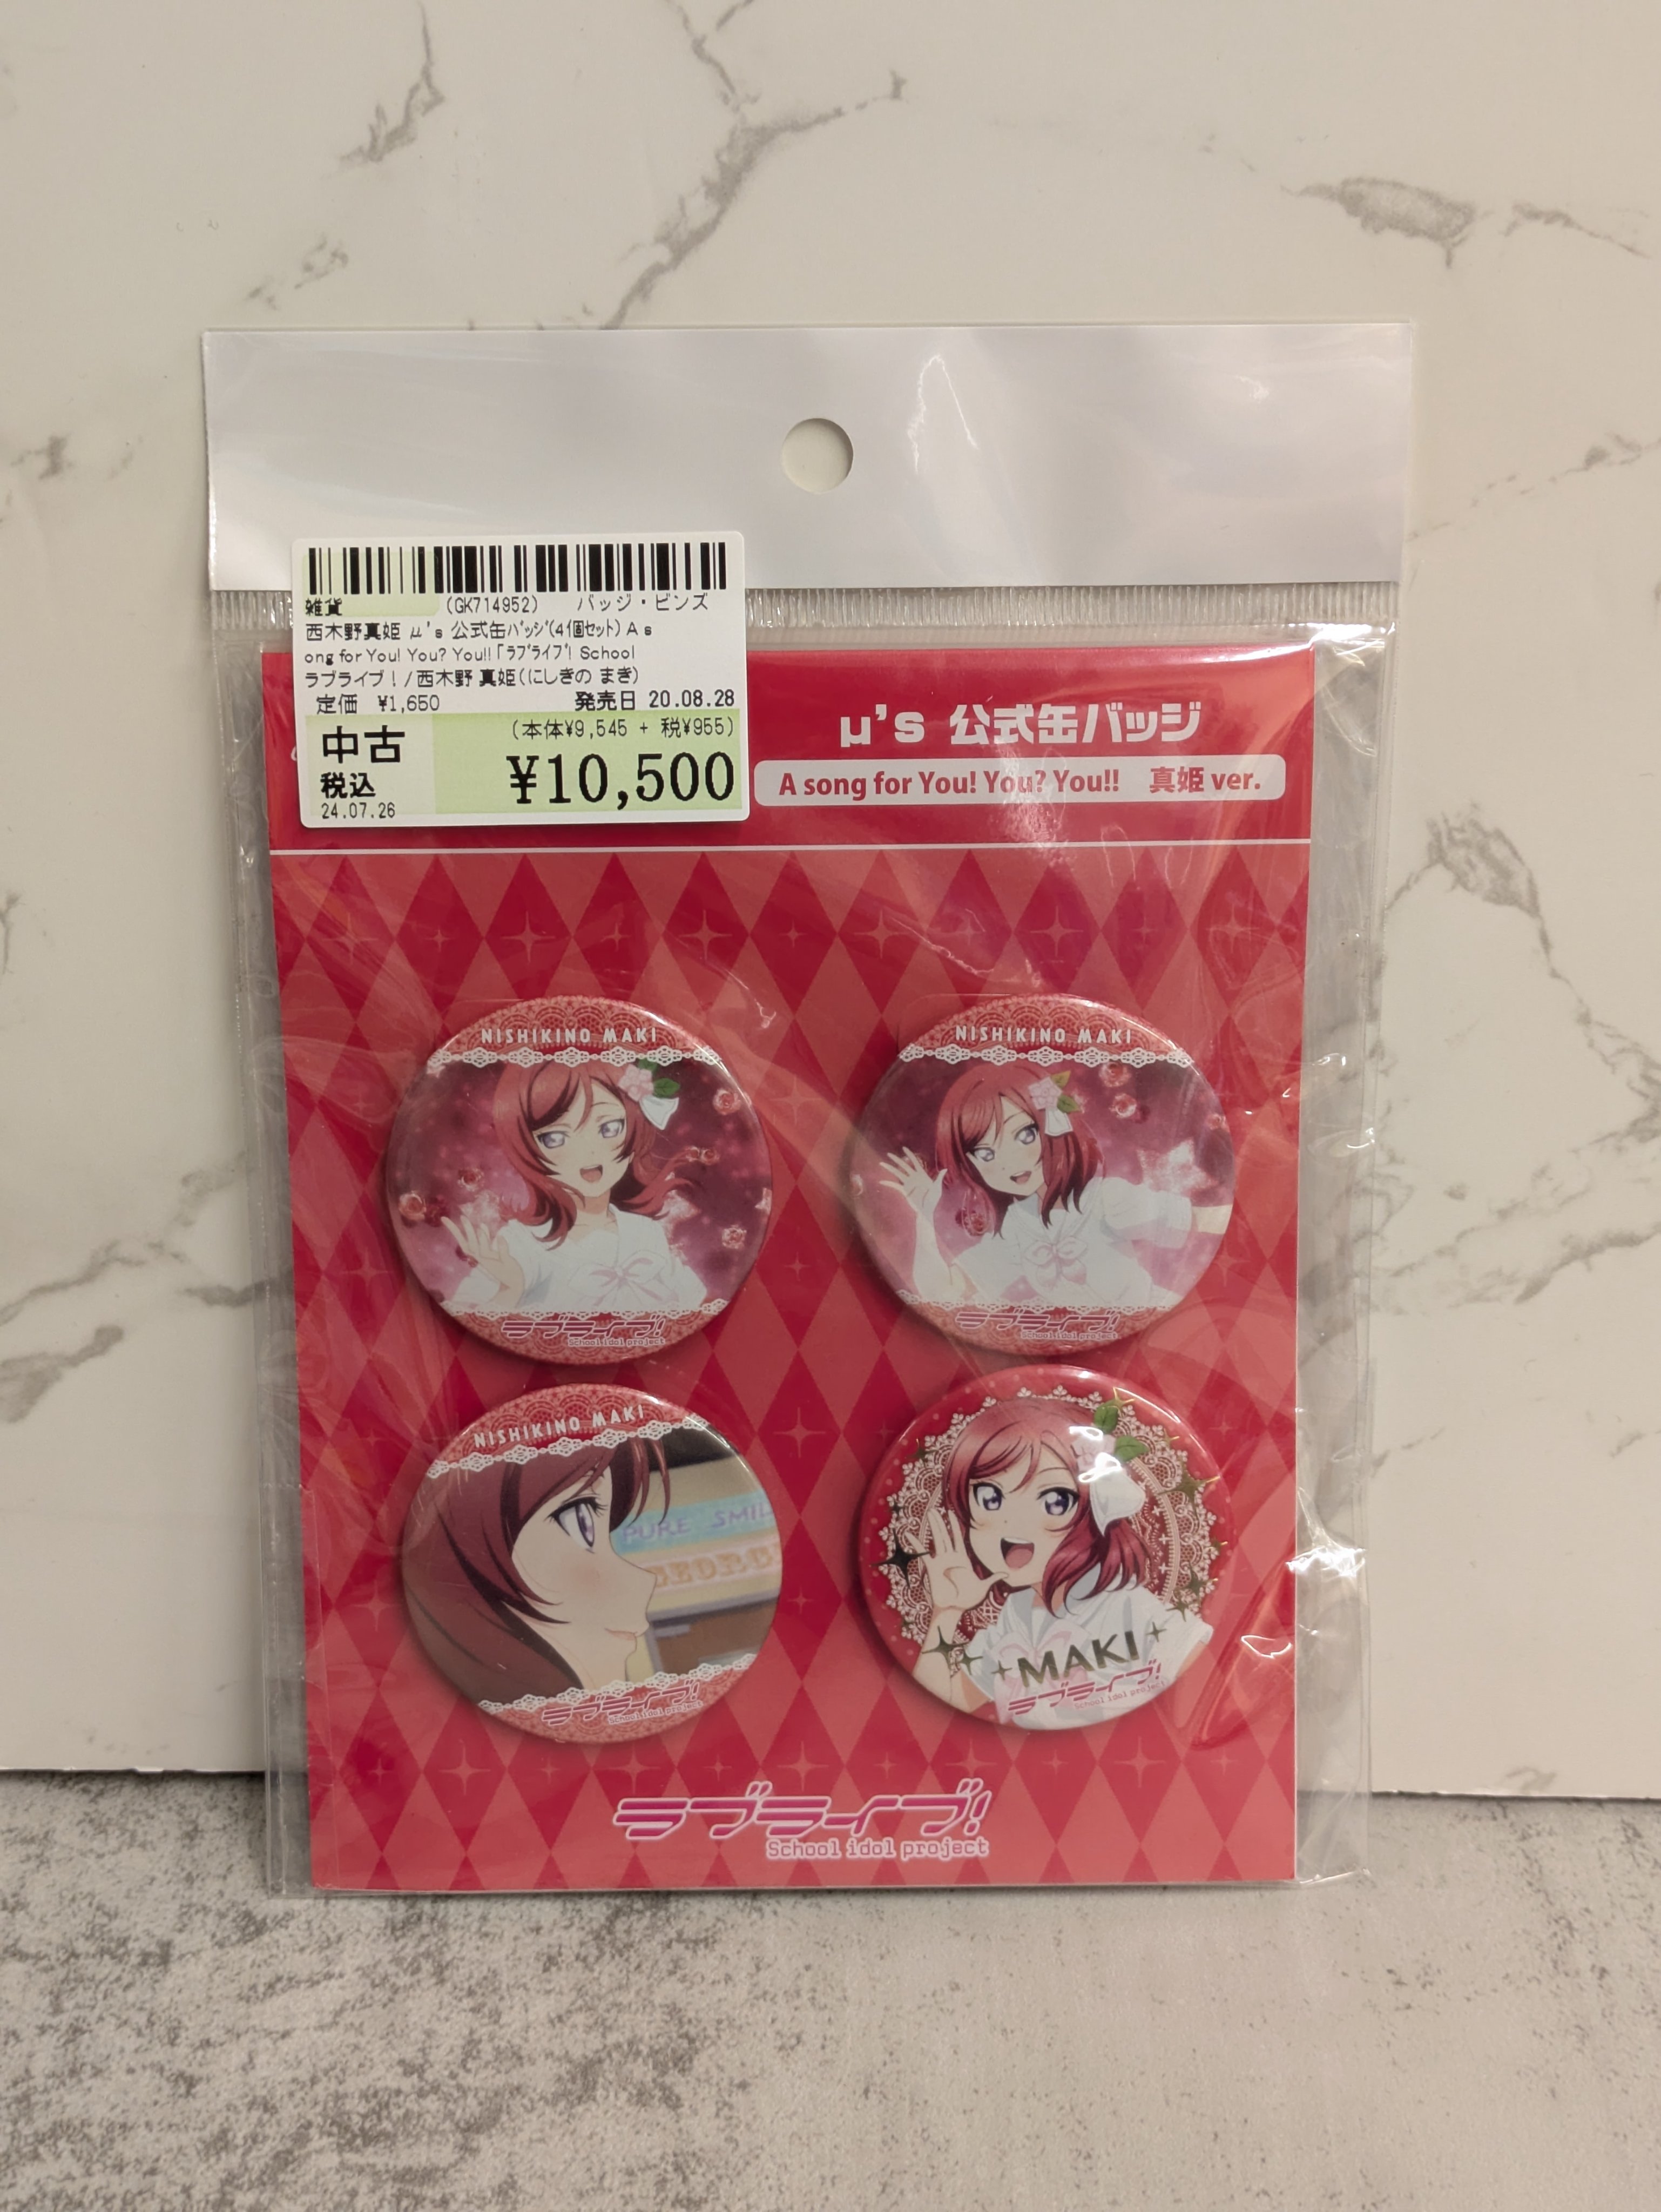 雑貨 (GK714952) バッジ・ピンズ
西木野真姫 μ's 公式缶ﾊﾞｯｼﾞ(4個ｾｯﾄ) A s
ong for You! You? You!!「ﾗﾌﾞﾗｲﾌﾞ! School
ラブライブ！/西木野 真姫(にしきの まき)
定価 ¥1,650 発売日 20.08.28
中古 (本体¥9,545 + 税¥955)
税込 ¥10,500
24.07.26
μ's 公式缶バッジ
A song for You! You? You!! 真姫 ver.
NISHIKINO MAKI
ラブライブ!
School idol project
NISHIKINO MAKI
ラブライブ!
School idol project
NISHIKINO MAKI
PURE SMIL
GEORG
ラブライブ!
School idol project
MAKI
ラブライブ!
School idol project
ラブライブ!
School idol project